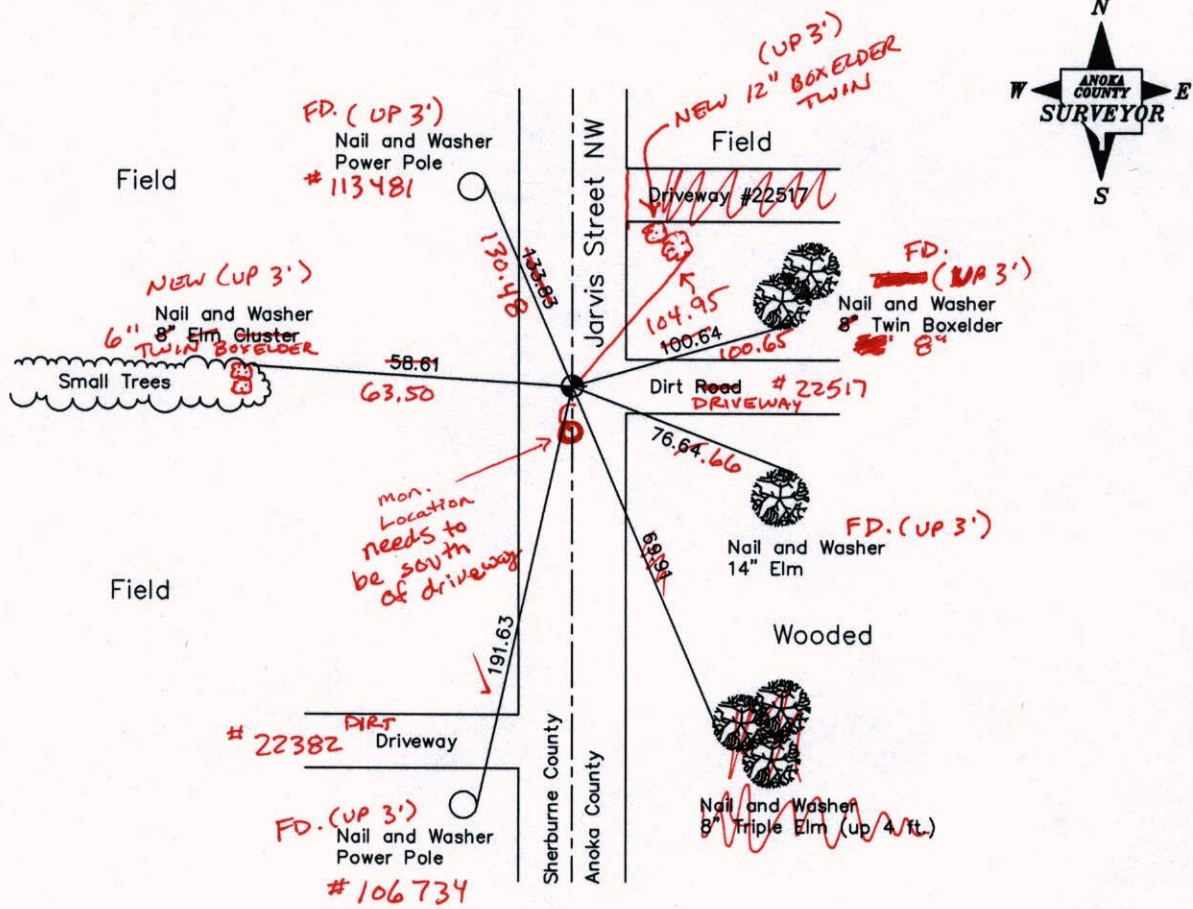 N
W
ANOKA
COUNTY
E
SURVEYOR
S
(UP 3')
NEW 12" BOXELDER
TWIN
FD. (UP 3')
Nail and Washer
Power Pole
# 113481
Field
Field
Jarvis Street NW
Driveway #22517
133.83
130.48
NEW (UP 3')
Nail and Washer
8" Elm Cluster
6" TWIN BOXELDER
Small Trees
58.61
63.50
104.95
100.64
100.65
FD.
(UP 3')
Nail and Washer
8" Twin Boxelder
8"
Dirt Road # 22517
DRIVEWAY
76.64
.66
mon.
Location
needs to
be south
of driveway
FD. (UP 3')
Nail and Washer
14" Elm
69.91
Field
191.63
Wooded
# 22382 DIRT
Driveway
Sherburne County
Anoka County
Nail and Washer
8" Triple Elm (up 4 ft.)
FD. (UP 3')
Nail and Washer
Power Pole
# 106734